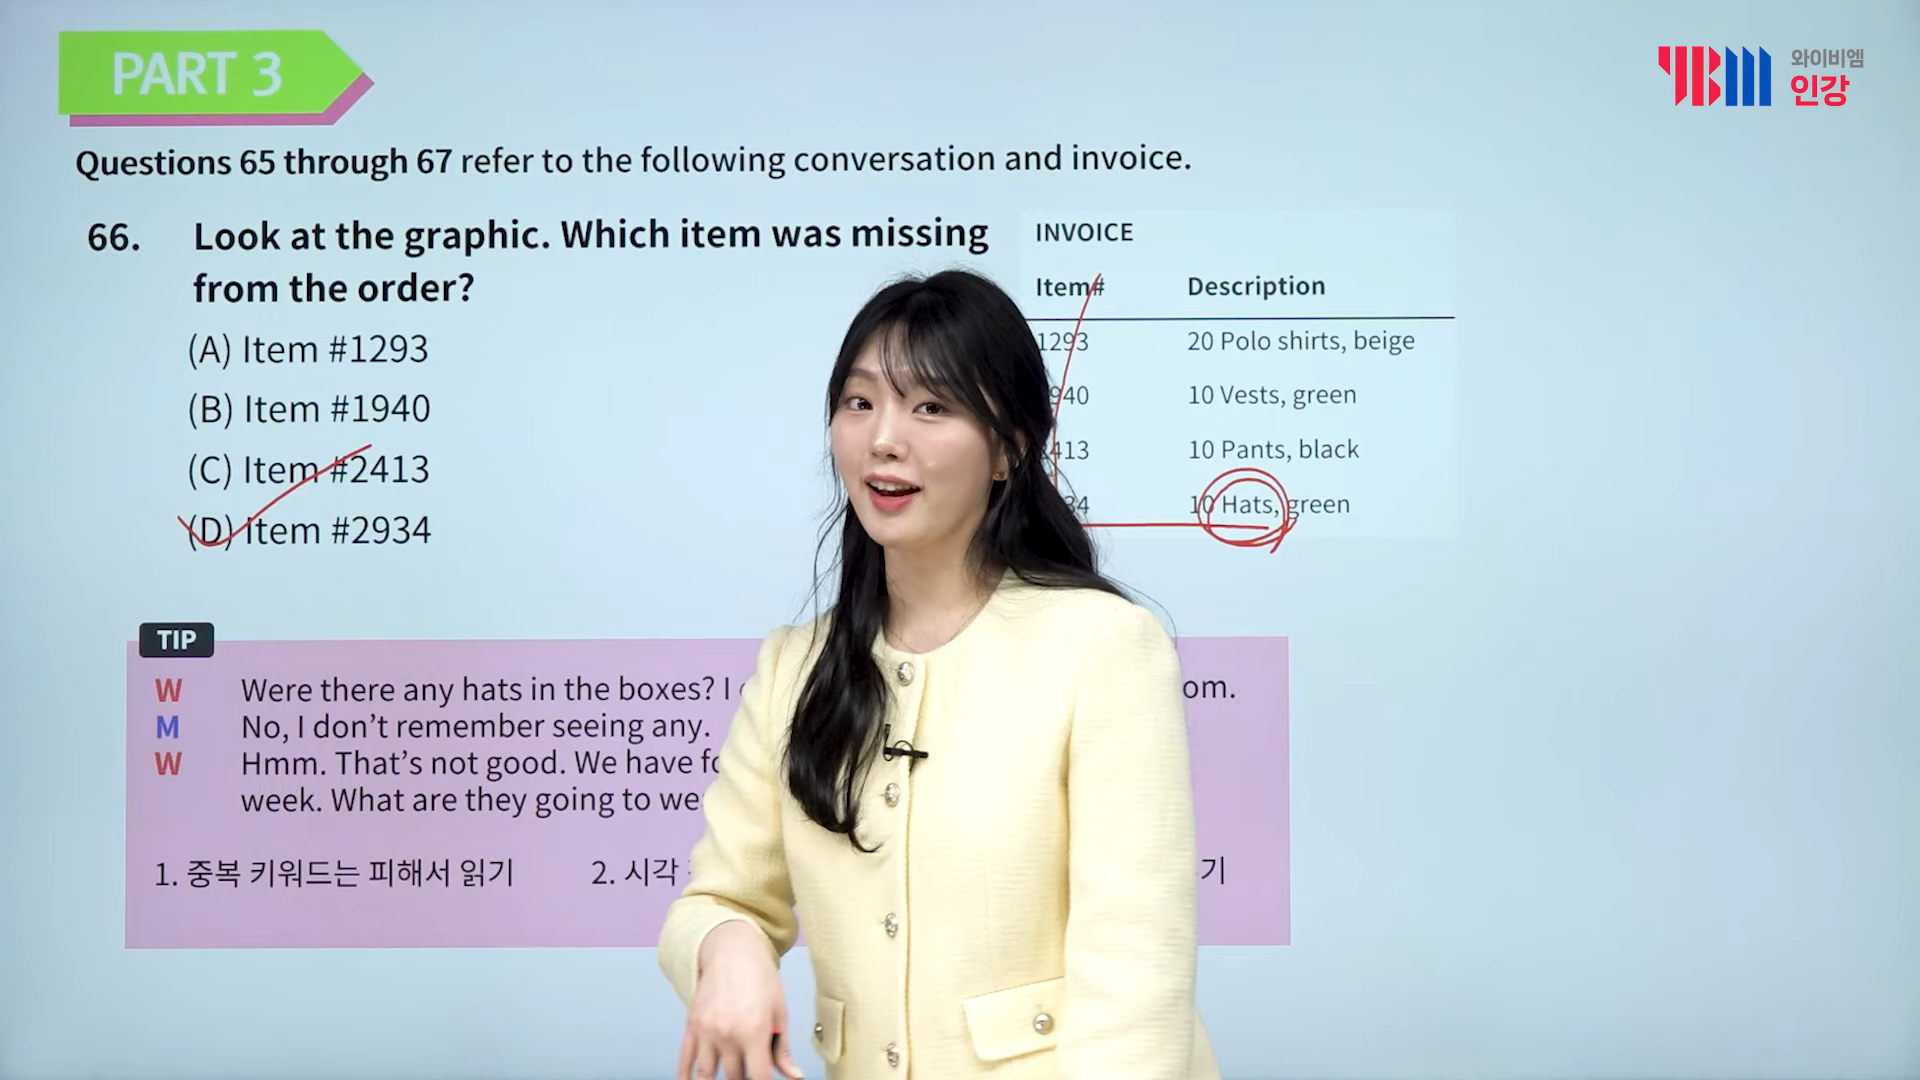 PART 3
와이비엠
YBM 인강
Questions 65 through 67 refer to the following conversation and invoice.
66. Look at the graphic. Which item was missing
from the order?
(A) Item #1293
(B) Item #1940
(C) Item #2413
(D) Item #2934
INVOICE
Item# Description
1293 20 Polo shirts, beige
940 10 Vests, green
413 10 Pants, black
34 10 Hats, green
TIP
W Were there any hats in the boxes? I
M No, I don't remember seeing any.
W Hmm. That's not good. We have
week. What are they going to
1. 중복 키워드는 피해서 읽기 2. 시각